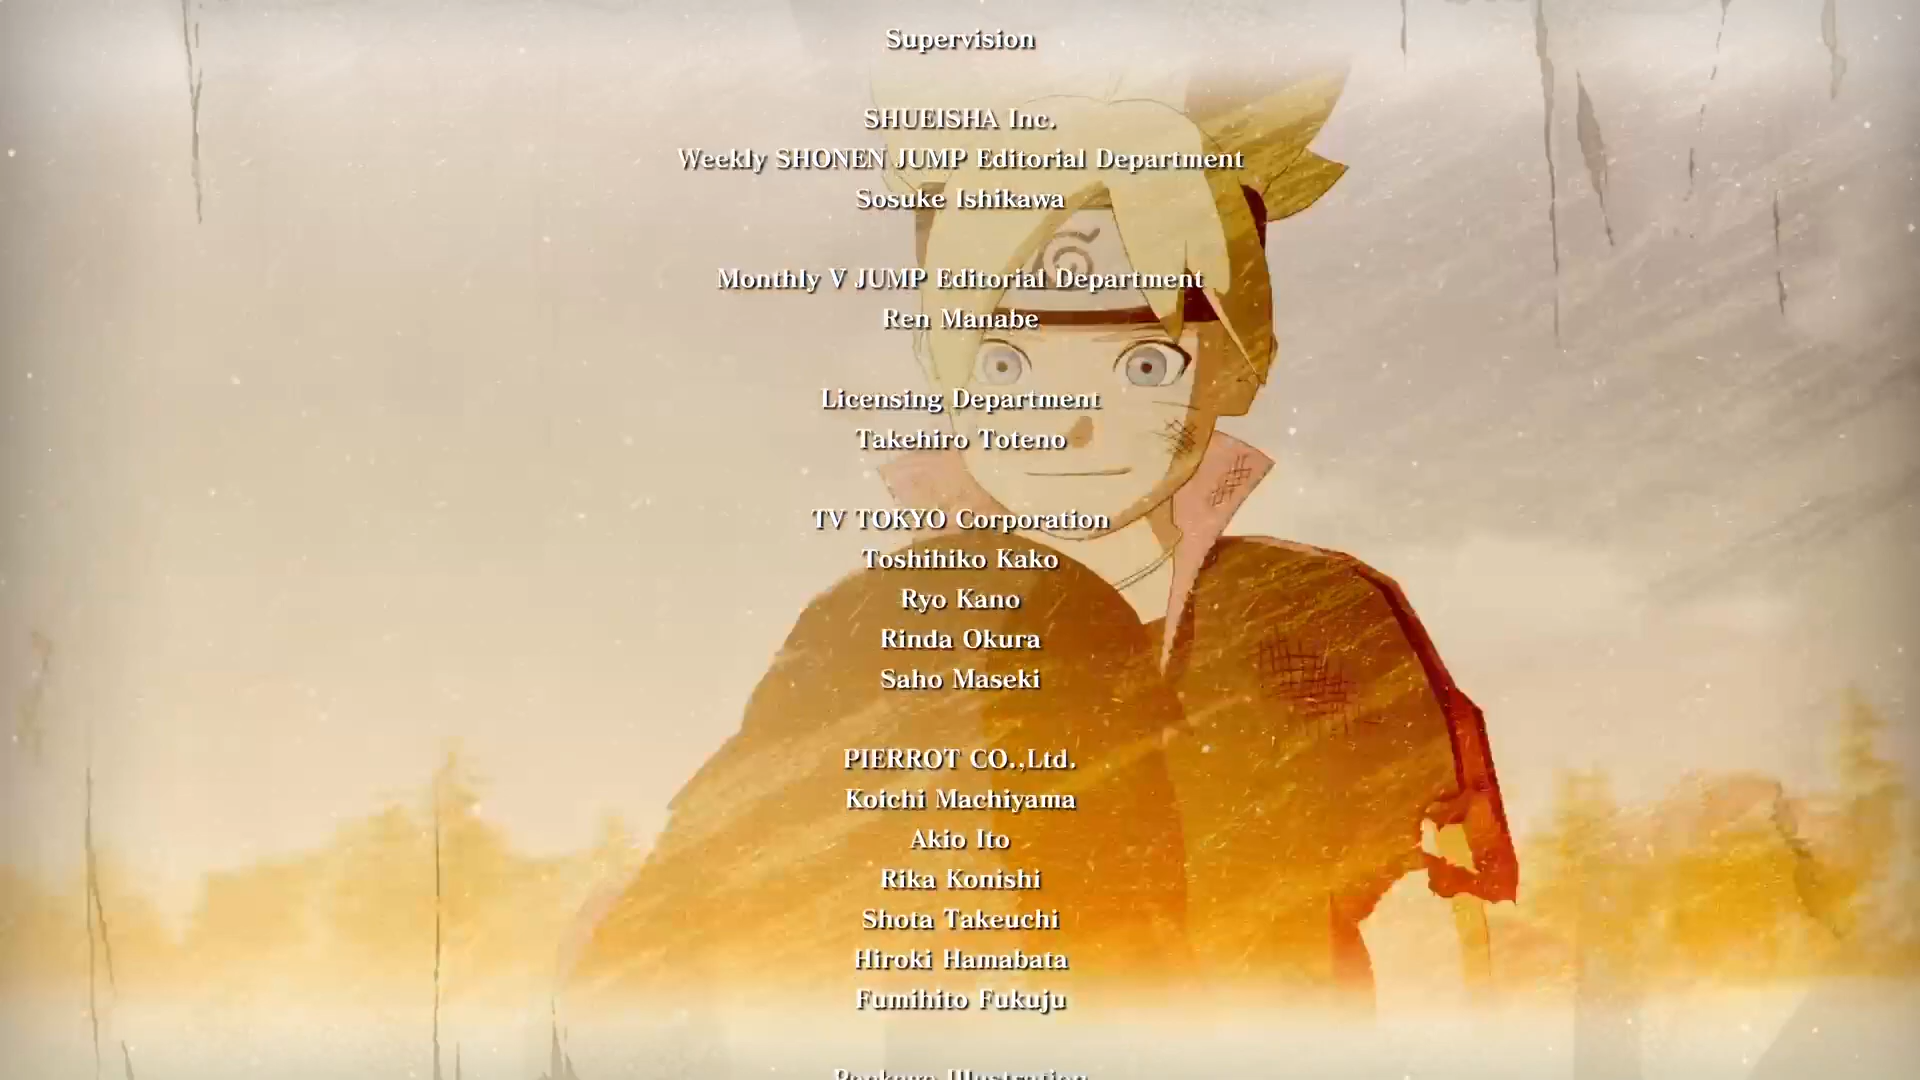 Supervision
SHUEISHA Inc.
Weekly SHONEN JUMP Editorial Department
Sosuke Ishikawa
Monthly V JUMP Editorial Department
Ren Manabe
Licensing Department
Takehiro Toteno
TV TOKYO Corporation
Toshihiko Kako
Ryo Kano
Rinda Okura
Saho Maseki
PIERROT CO.,Ltd.
Koichi Machiyama
Akio Ito
Rika Konishi
Shota Takeuchi
Hiroki Hamabata
Fumihito Fukuju
Illustration